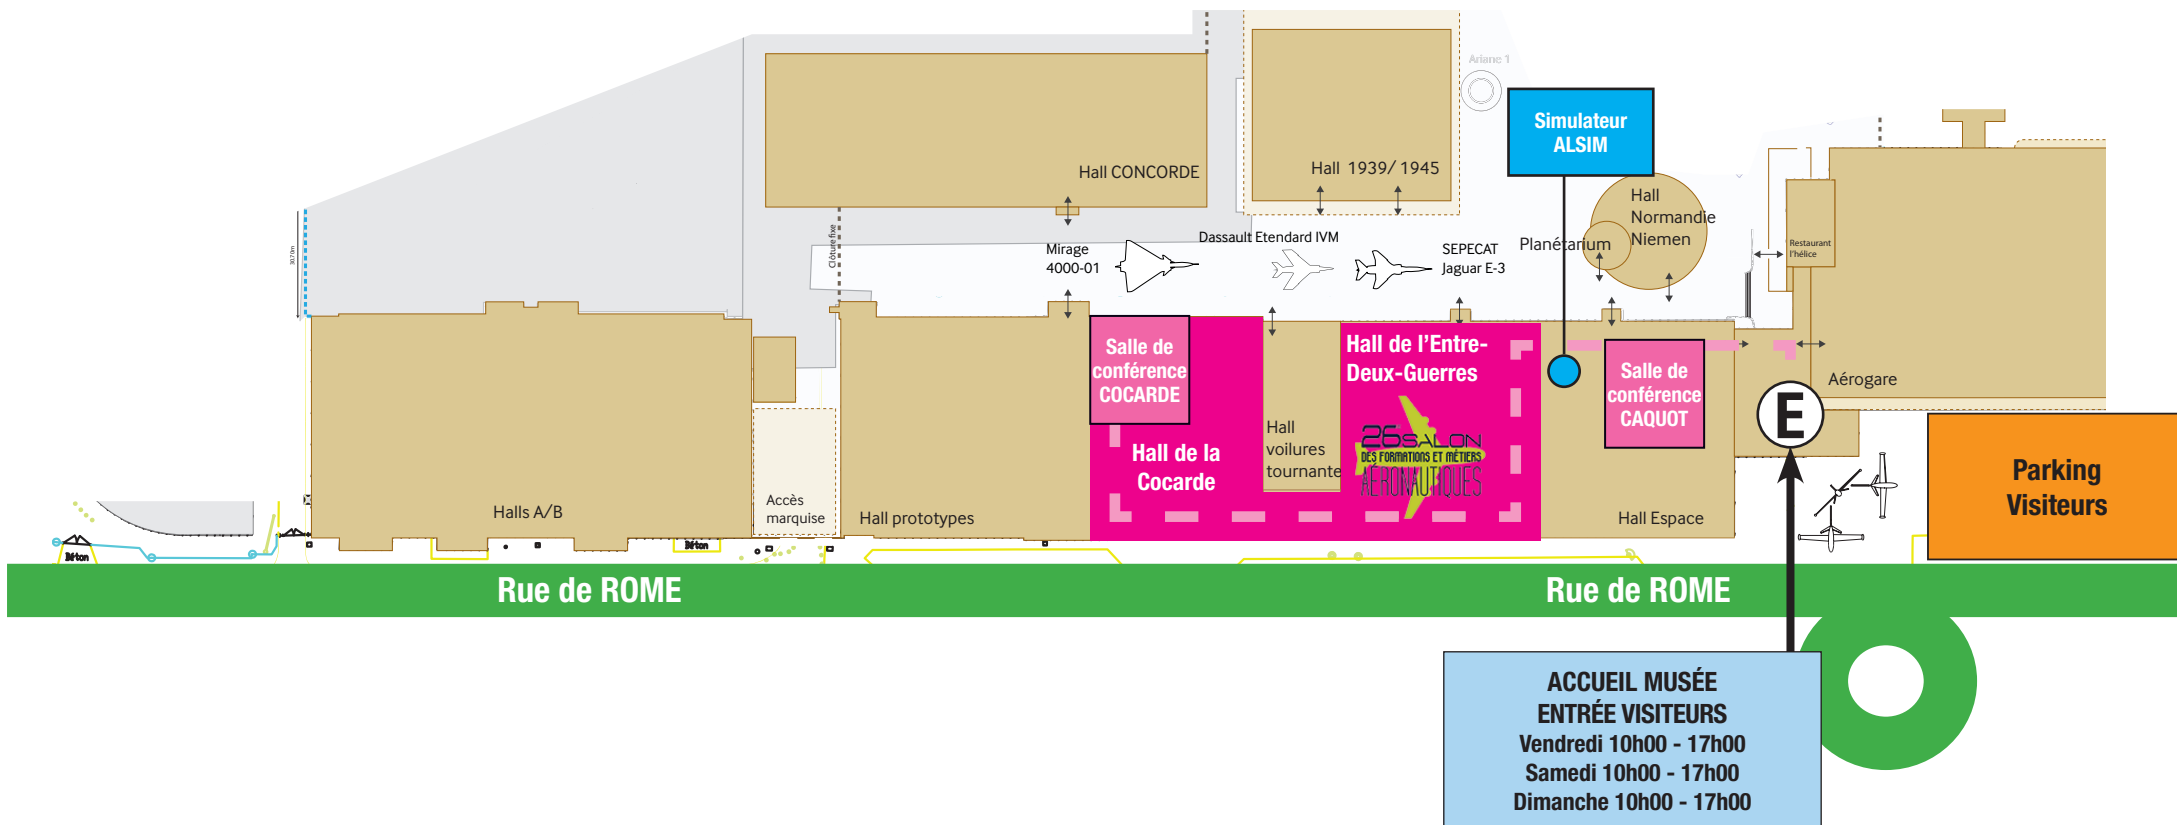 Ariane 1
Simulateur
ALSIM
Hall CONCORDE
Hall 1939/ 1945
Hall
Normandie
Niemen
Planétarium
Restaurant
l'hélice
Clôture fixe
Mirage
4000-01
Dassault Etendard IVM
SEPECAT
Jaguar E-3
Salle de
conférence
COCARDE
Hall de l'Entre-
Deux-Guerres
Salle de
conférence
CAQUOT
Aérogare
E
Hall de la
Cocarde
Hall
voilures
tournante
26 SALON
DES FORMATIONS ET MÉTIERS
AÉRONAUTIQUES
Parking
Visiteurs
Halls A/B
Accès
marquise
Hall prototypes
Hall Espace
Béton
Béton
Rue de ROME
Rue de ROME
ACCUEIL MUSÉE
ENTRÉE VISITEURS
Vendredi 10h00 - 17h00
Samedi 10h00 - 17h00
Dimanche 10h00 - 17h00